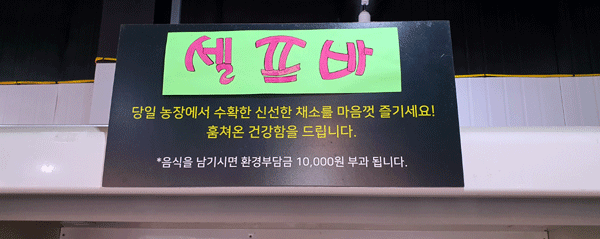 셀프바
당일 농장에서 수확한 신선한 채소를 마음껏 즐기세요!
훔쳐온 건강함을 드립니다.
*음식을 남기시면 환경부담금 10,000원 부과 됩니다.